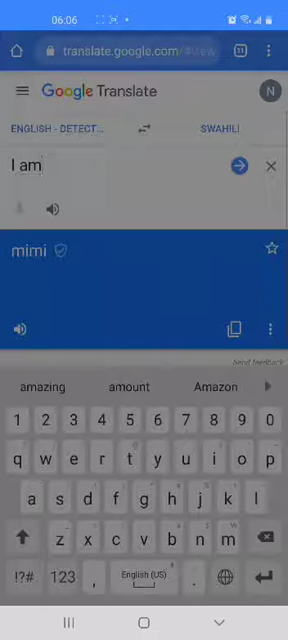 06:06
translate.google.com/#view
Google Translate
N
ENGLISH - DETECT... SWAHILI
I am
mimi
Send feedback
amazing amount Amazon
1 2 3 4 5 6 7 8 9 0
q w e r t y u i o p
a s d f g h j k l
z x c v b n m
!?# 123 , English (US) .